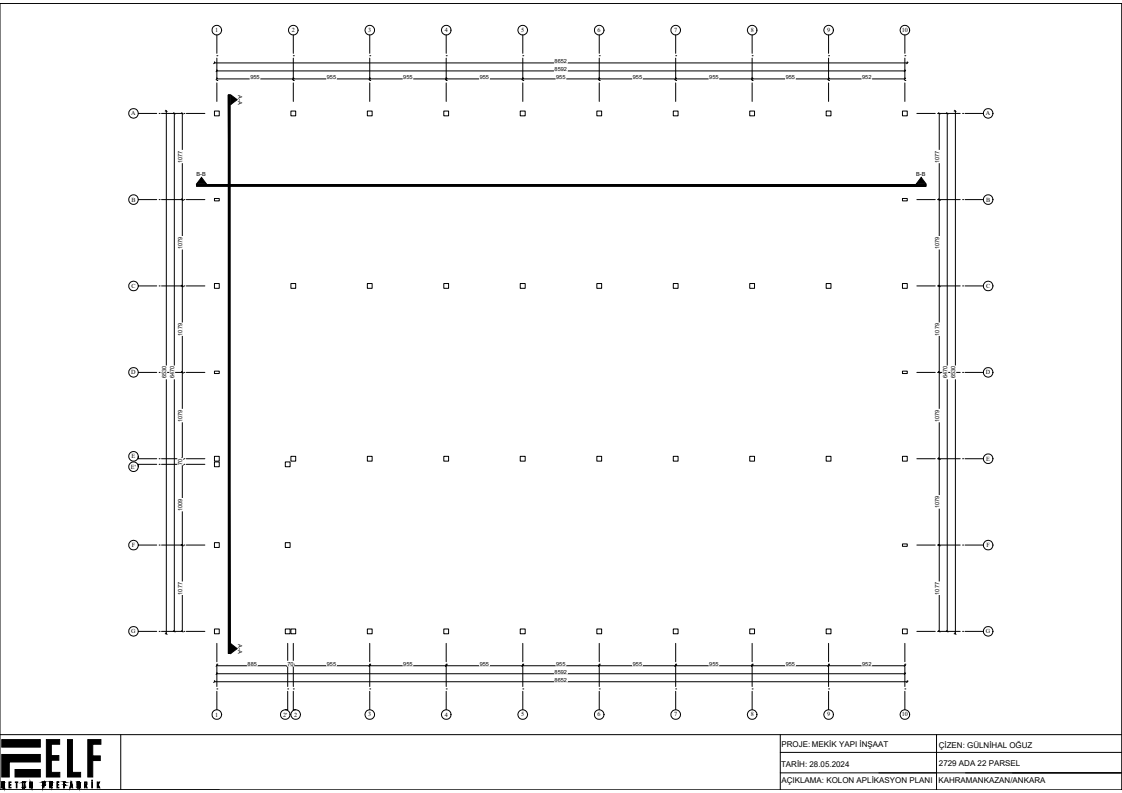 1 2 3 4 5 6 7 8 9 10
8652
8592
955 955 955 955 955 955 955 955 952
A-A
A A
1077 1077
B-B B-B
B B
1079 1079
C C
1079 1079
6530 6470 6470 6530
D D
1079 1079
E E
E'
70
1009 1079
F F
1077 1077
G G
A-A
885 70 955 955 955 955 955 955 955 952
8592
8652
1 2' 2 3 4 5 6 7 8 9 10
ELF
BETON PREFABRİK
PROJE: MEKİK YAPI İNŞAAT
ÇİZEN: GÜLNİHAL OĞUZ
TARİH: 28.05.2024
2729 ADA 22 PARSEL
AÇIKLAMA: KOLON APLİKASYON PLANI
KAHRAMANKAZAN/ANKARA